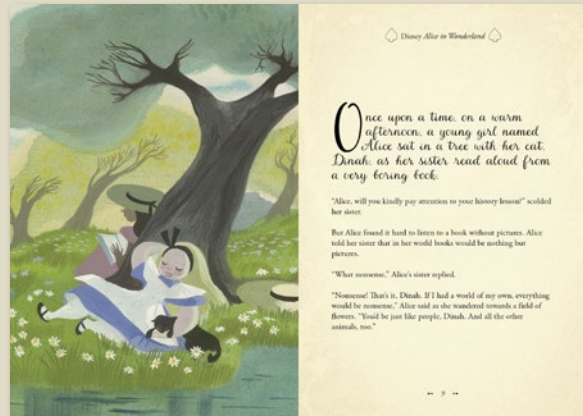 Disney Alice in Wonderland
Once upon a time, on a warm
afternoon, a young girl named
Alice sat in a tree with her cat,
Dinah, as her sister read aloud from
a very boring book.
"Alice, will you kindly pay attention to your history lesson?" scolded
her sister.
But Alice found it hard to listen to a book without pictures. Alice
told her sister that in her world books would be nothing but
pictures.
"What nonsense," Alice's sister replied.
"Nonsense! That's it, Dinah. If I had a world of my own, everything
would be nonsense," Alice said as she wandered towards a field of
flowers. "You'd be just like people, Dinah. And all the other
animals, too."
9